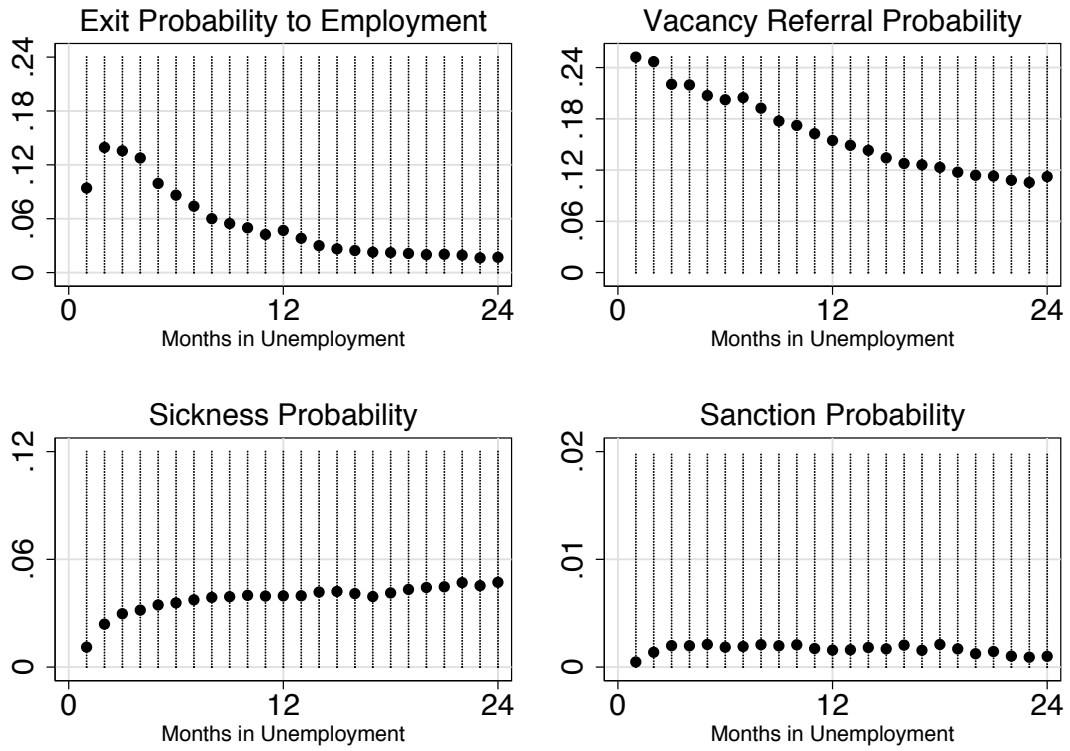 Exit Probability to Employment
.24
.18
.12
.06
0
0 12 24
Months in Unemployment
Vacancy Referral Probability
.24
.18
.12
.06
0
0 12 24
Months in Unemployment
Sickness Probability
.12
.06
0
0 12 24
Months in Unemployment
Sanction Probability
.02
.01
0
0 12 24
Months in Unemployment